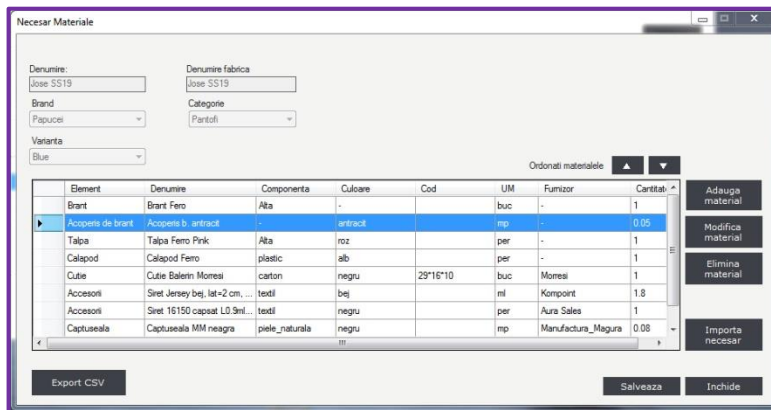 Necesar Materiale
Denumire: Denumire fabrica
Jose SS19 Jose SS19
Brand Categorie
Papucei Pantofi
Varianta
Blue
Ordonati materialele
Element Denumire Componenta Culoare Cod UM Furnizor Cantitate
Brant Brant Fero Alta - buc - 1
Acoperis de brant Acoperis b. antracit - antracit mp - 0.05
Talpa Talpa Ferro Pink Alta roz per - 1
Calapod Calapod Ferro plastic alb per - 1
Cutie Cutie Balerin Morresi carton negru 29*16*10 buc Morresi 1
Accesorii Siret Jersey bej, lat=2 cm, ... textil bej ml Kompoint 1.8
Accesorii Siret 16150 capsat L0.9ml... textil negru per Aura Sales 1
Captuseala Captuseala MM neagra piele_naturala negru mp Manufactura_Magura 0.08
Adauga material
Modifica material
Elimina material
Importa necesar
Export CSV Salveaza Inchide